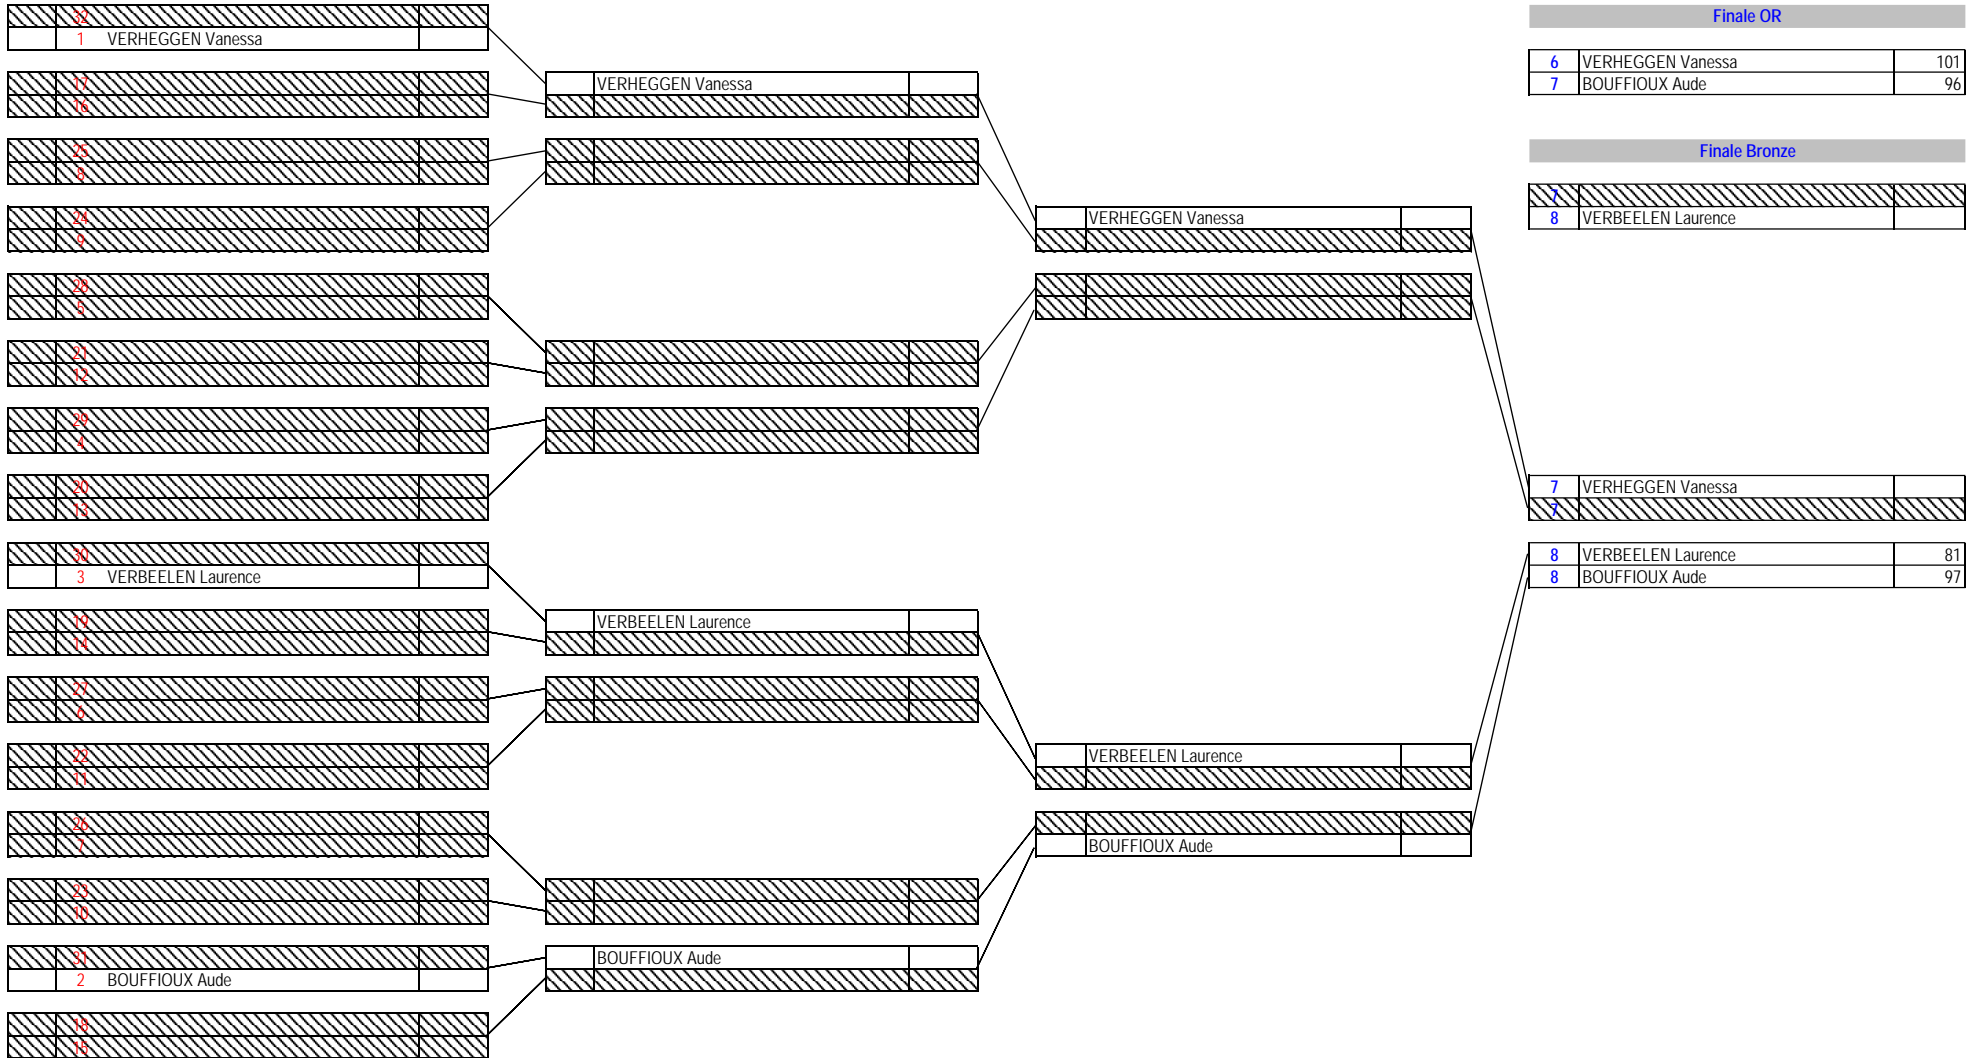 32
1 VERHEGGEN Vanessa
17
16
25
8
24
9
28
5
21
12
29
4
20
13
30
3 VERBEELEN Laurence
19
14
27
6
22
11
26
7
23
10
31
2 BOUFFIOUX Aude
18
15
VERHEGGEN Vanessa
VERBEELEN Laurence
BOUFFIOUX Aude
VERHEGGEN Vanessa
VERBEELEN Laurence
BOUFFIOUX Aude
Finale OR
6 VERHEGGEN Vanessa 101
7 BOUFFIOUX Aude 96
Finale Bronze
7
8 VERBEELEN Laurence
7 VERHEGGEN Vanessa
7
8 VERBEELEN Laurence 81
8 BOUFFIOUX Aude 97